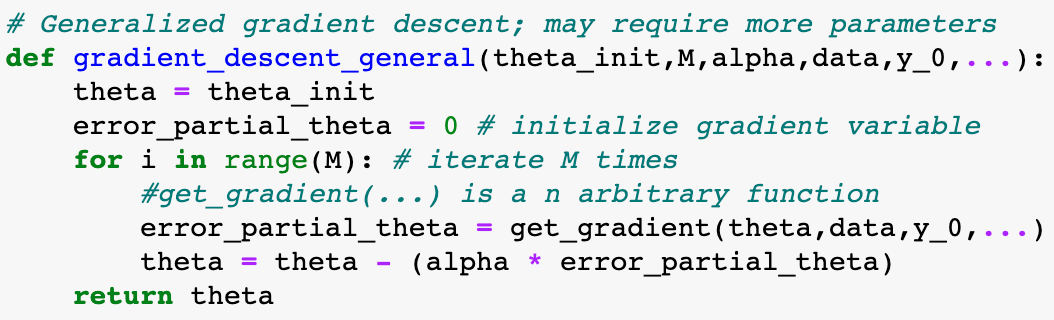 # Generalized gradient descent; may require more parameters
def gradient_descent_general(theta_init,M,alpha,data,y_0,...):
    theta = theta_init
    error_partial_theta = 0 # initialize gradient variable
    for i in range(M): # iterate M times
        #get_gradient(...) is a n arbitrary function
        error_partial_theta = get_gradient(theta,data,y_0,...)
        theta = theta - (alpha * error_partial_theta)
    return theta